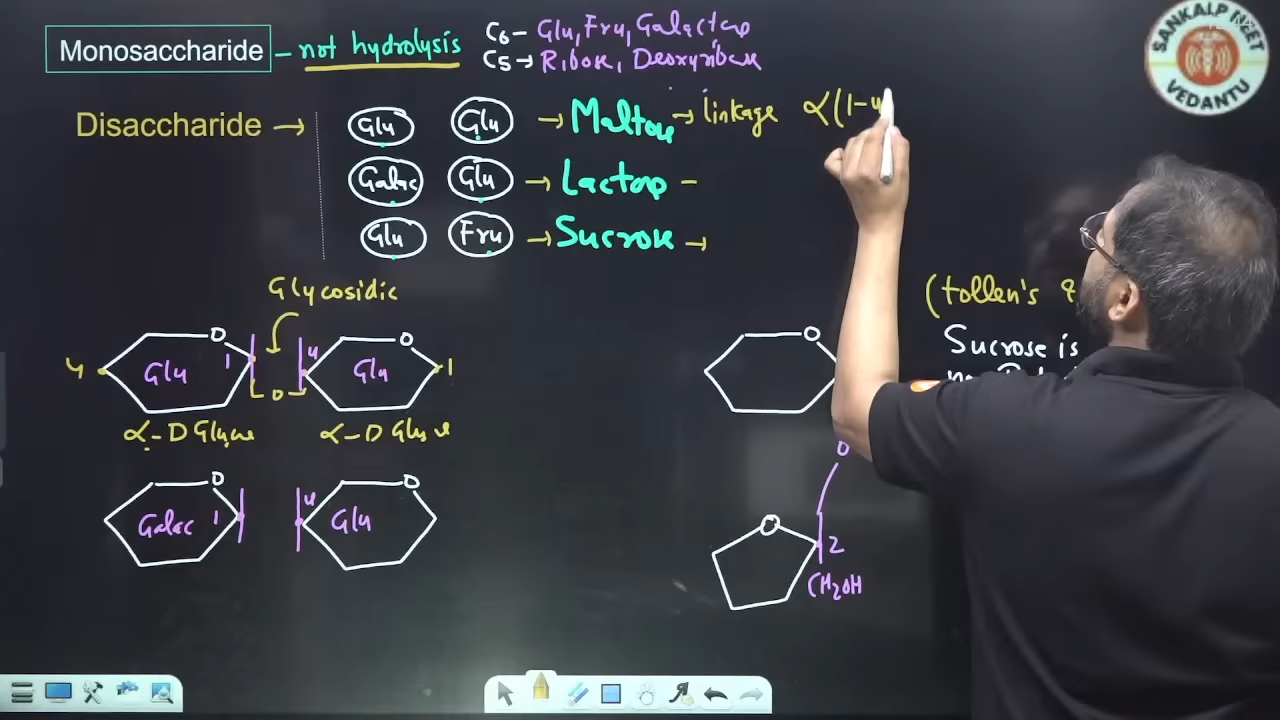 Monosaccharide - not hydrolysis
C6 - Glu, Fru, Galactose
C5 → Ribose, Deoxyribose
Disaccharide → Glu Glu → Maltose → linkage α(1-4
Galac Glu → Lactose -
Glu Fru → Sucrose →
SANKALP NEET
VEDANTU
Glycosidic
(tollen's
Sucrose is
4 Glu 1 O 4 Glu 1
O O O
α-D Glucose α-D Glucose
O
Galac 1 O 4 Glu O
O 2
CH2OH